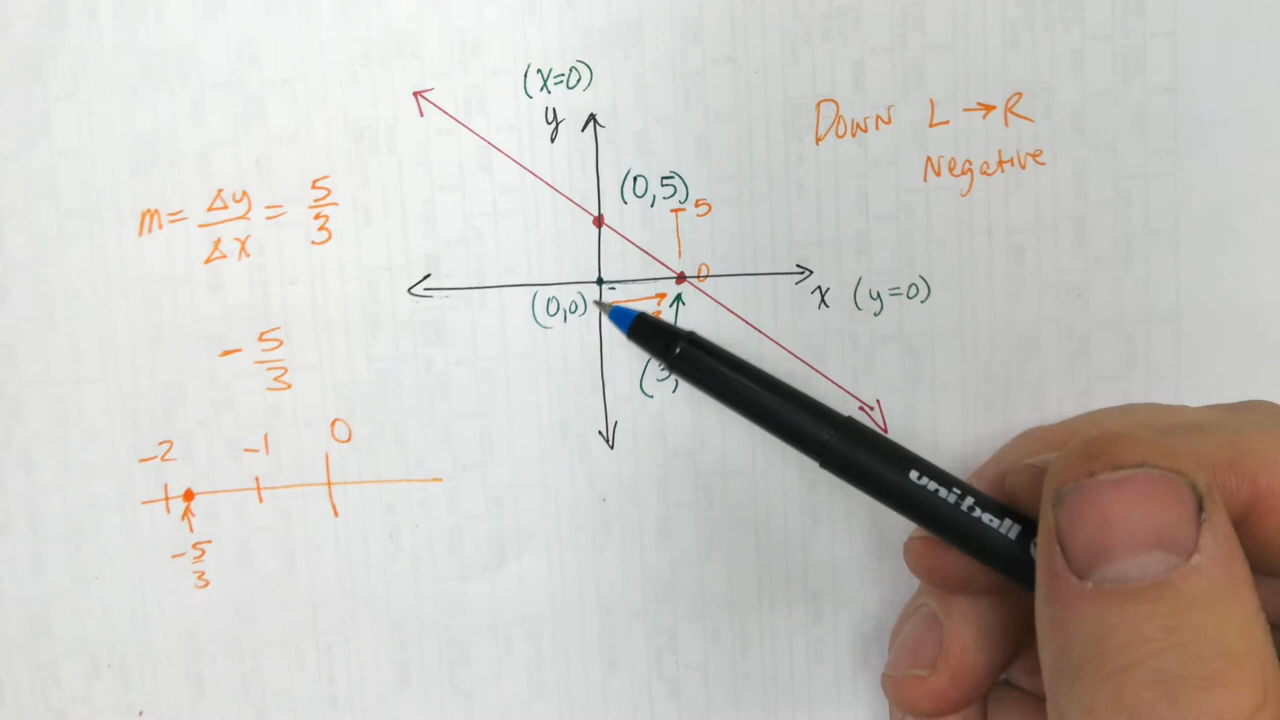 (x=0)
y
(0,5)
5
0
x (y=0)
(0,0)
(3,
DOWN L → R
Negative
m = Δy/Δx = 5/3
- 5/3
-2 -1 0
-5/3
uni-ball